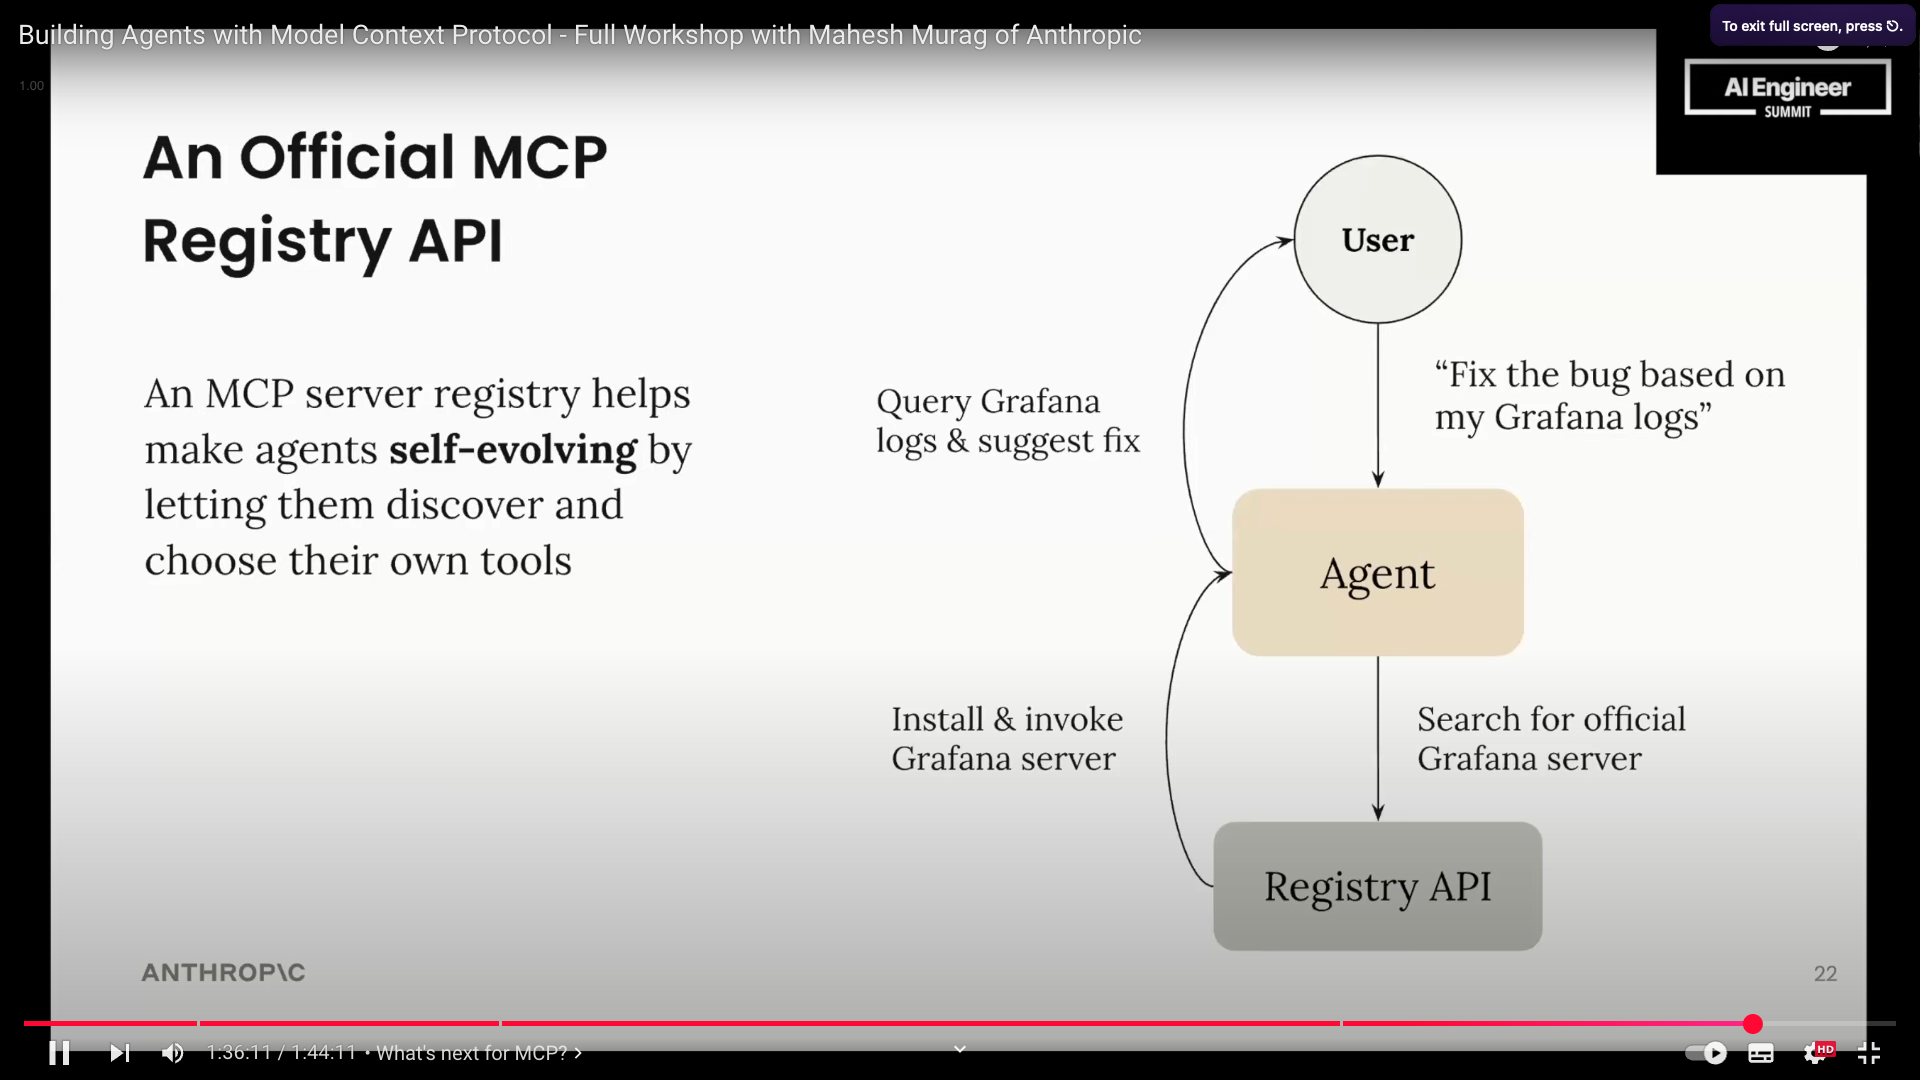 Building Agents with Model Context Protocol - Full Workshop with Mahesh Murag of Anthropic
To exit full screen, press
1.00
AI Engineer
SUMMIT
An Official MCP
Registry API
An MCP server registry helps
make agents self-evolving by
letting them discover and
choose their own tools
User
“Fix the bug based on
my Grafana logs”
Query Grafana
logs & suggest fix
Agent
Install & invoke
Grafana server
Search for official
Grafana server
Registry API
ANTHROP\C
22
1:36:11 / 1:44:11 • What's next for MCP? >
HD